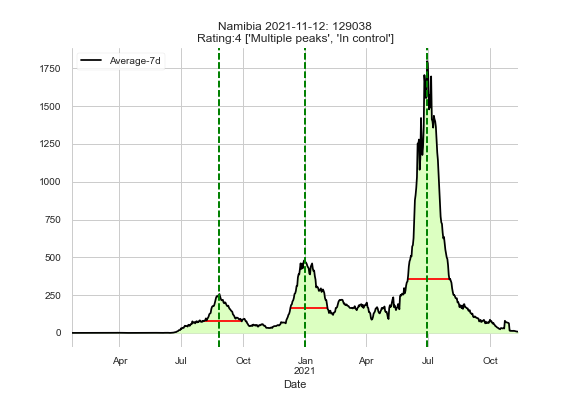 Namibia 2021-11-12: 129038
Rating:4 ['Multiple peaks', 'In control']
Average-7d
1750
1500
1250
1000
750
500
250
0
Apr Jul Oct Jan Apr Jul Oct
2021
Date